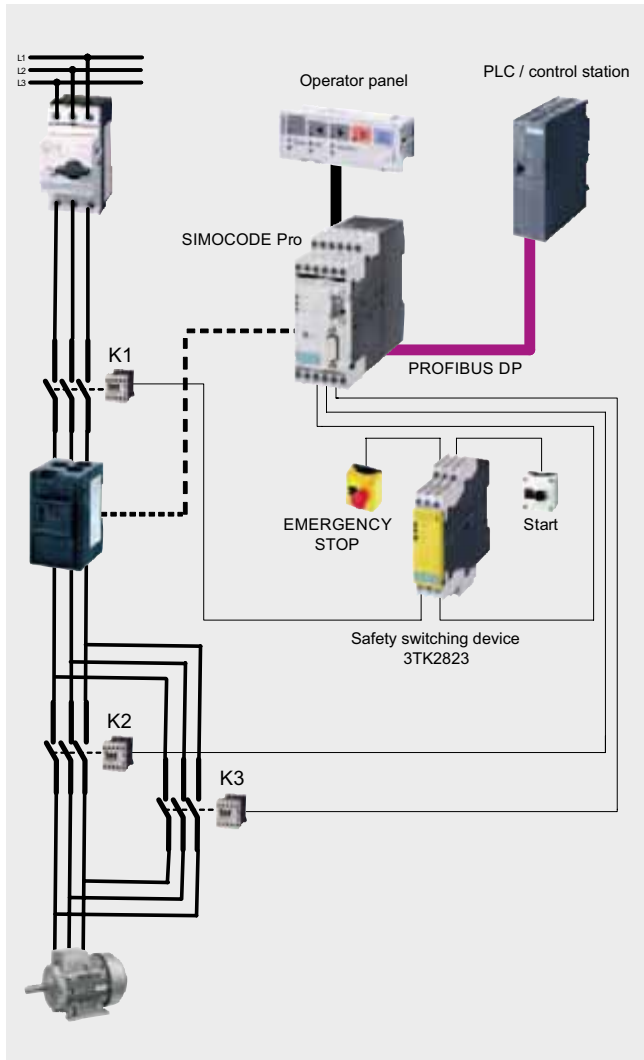 L1
L2
L3
Operator panel
PLC / control station
SIMOCODE Pro
K1
PROFIBUS DP
EMERGENCY
STOP
Start
Safety switching device
3TK2823
K2
K3